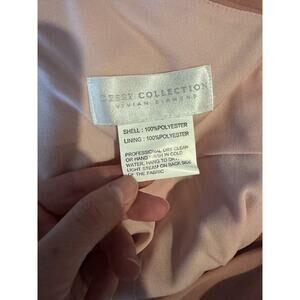 DESSY COLLECTION
VIVIAN DIAMOND
SHELL : 100%POLYESTER
LINING : 100%POLYESTER
PROFESSIONAL DRY CLEAN
OR HAND WASH IN COLD
WATER, HANG TO DRY,
LIGHT STEAM ON BACK SIDE
OF THE FABRIC